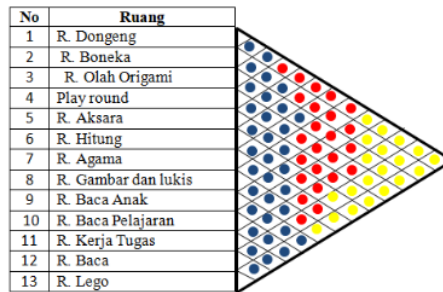 No Ruang
1 R. Dongeng
2 R. Boneka
3 R. Olah Origami
4 Play round
5 R. Aksara
6 R. Hitung
7 R. Agama
8 R. Gambar dan lukis
9 R. Baca Anak
10 R. Baca Pelajaran
11 R. Kerja Tugas
12 R. Baca
13 R. Lego